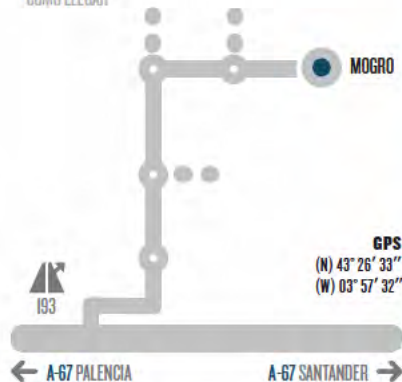 MOGRO
GPS
(N) 43° 26′ 33″
(W) 03° 57′ 32″
193
← A-67 PALENCIA
A-67 SANTANDER →